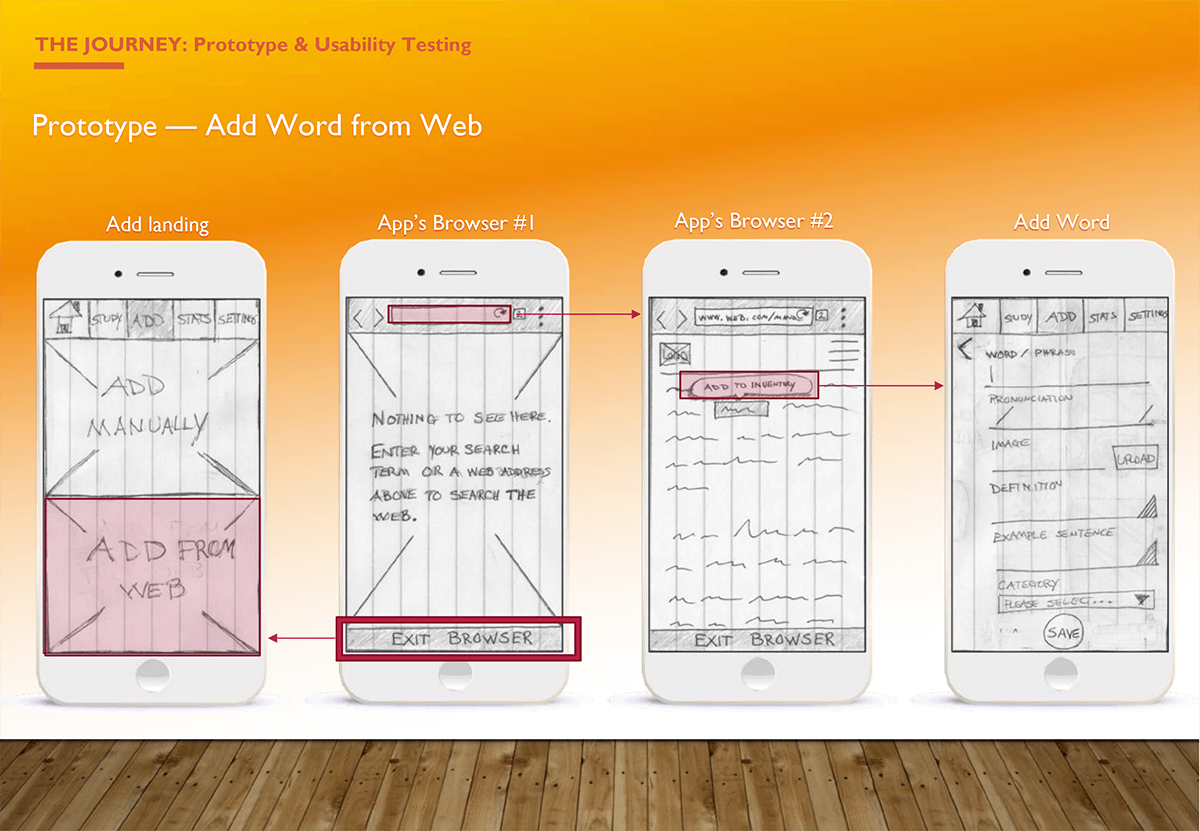 THE JOURNEY: Prototype & Usability Testing
Prototype — Add Word from Web
Add landing
STUDY ADD STATS SETTINGS
ADD
MANUALLY
ADD FROM
WEB
App's Browser #1
2
NOTHING TO SEE HERE.
ENTER YOUR SEARCH
TERM OR A WEB ADDRESS
ABOVE TO SEARCH THE
WEB.
EXIT BROWSER
App's Browser #2
WWW.WEB.COM/ 2
LOGO
ADD TO INVENTORY
EXIT BROWSER
Add Word
STUDY ADD STATS SETTINGS
WORD / PHRASE
PRONUNCIATION
IMAGE
UPLOAD
DEFINITION
EXAMPLE SENTENCE
CATEGORY
PLEASE SELECT...
SAVE